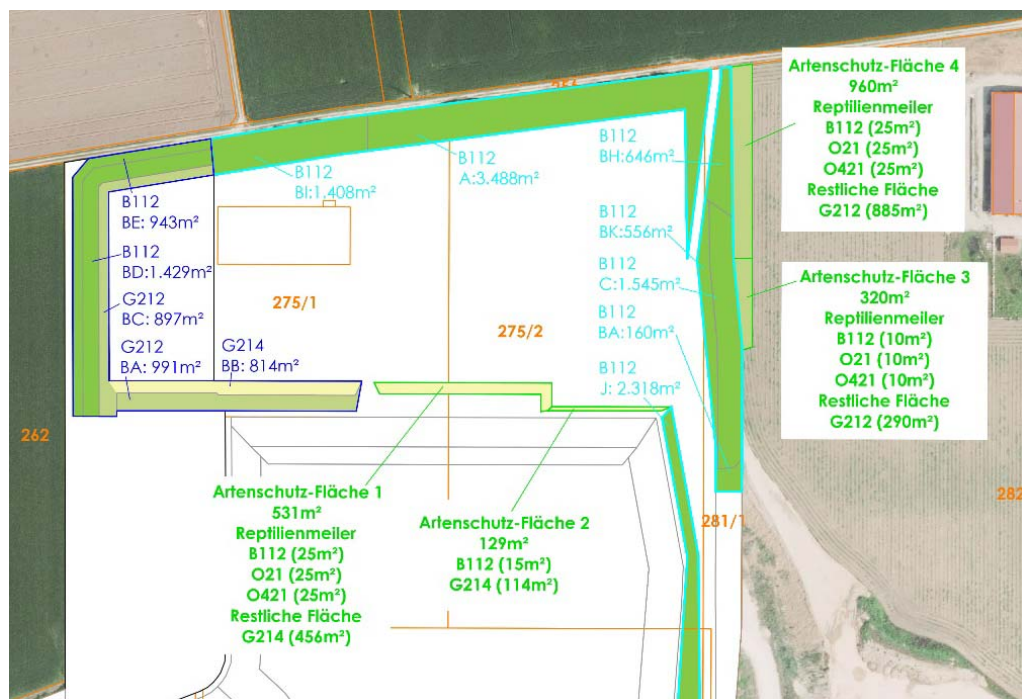 Artenschutz-Fläche 4
960m²
Reptilienmeiler
B112 (25m²)
O21 (25m²)
O421 (25m²)
Restliche Fläche
G212 (885m²)
B112
BH:646m²
B112
A:3.488m²
B112
BI:1.408m²
B112
BE: 943m²
B112
BD:1.429m²
G212
BC: 897m²
G212
BA: 991m²
G214
BB: 814m²
275/1
275/2
B112
BK:556m²
B112
C:1.545m²
B112
BA:160m²
B112
J: 2.318m²
Artenschutz-Fläche 3
320m²
Reptilienmeiler
B112 (10m²)
O21 (10m²)
O421 (10m²)
Restliche Fläche
G212 (290m²)
262
282
281/1
Artenschutz-Fläche 1
531m²
Reptilienmeiler
B112 (25m²)
O21 (25m²)
O421 (25m²)
Restliche Fläche
G214 (456m²)
Artenschutz-Fläche 2
129m²
B112 (15m²)
G214 (114m²)